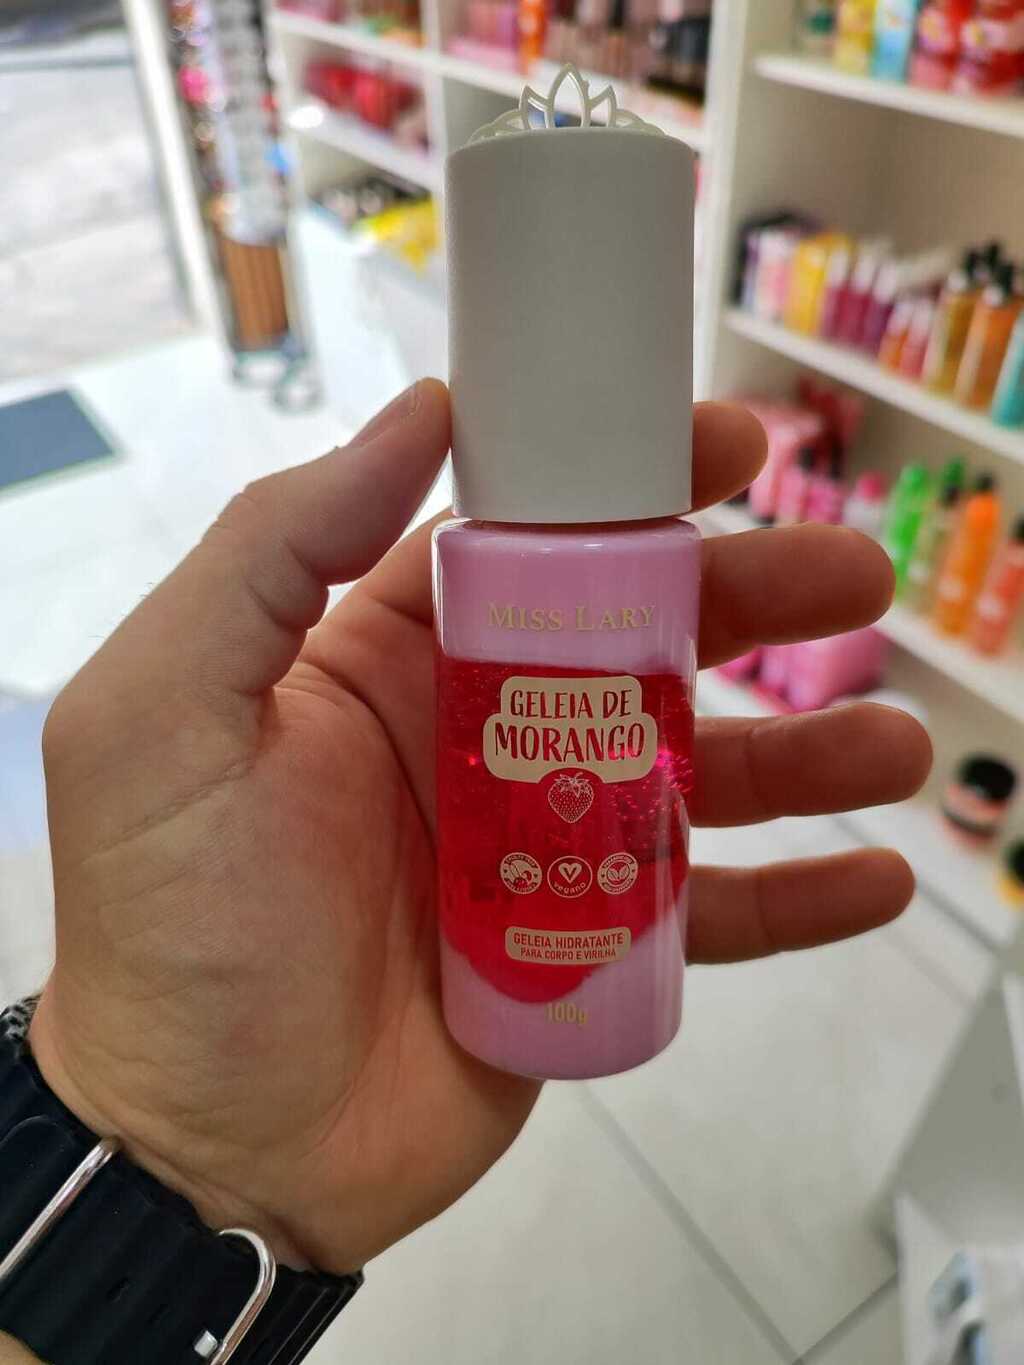 MISS LARY
GELEIA DE
MORANGO
VEGANO
GELEIA HIDRATANTE
PARA CORPO E VIRILHA
100g